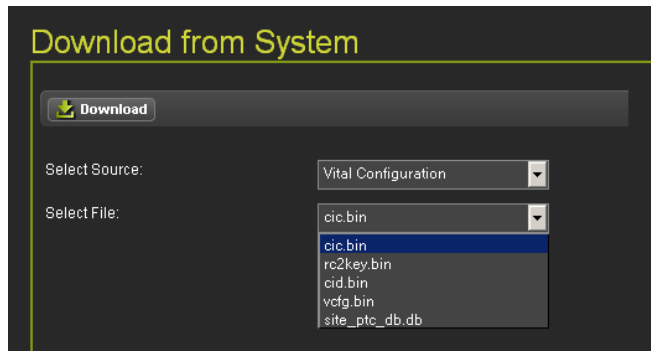 Download from System
Download
Select Source:
Vital Configuration
Select File:
cic.bin
cic.bin
rc2key.bin
cid.bin
vcfg.bin
site_ptc_db.db